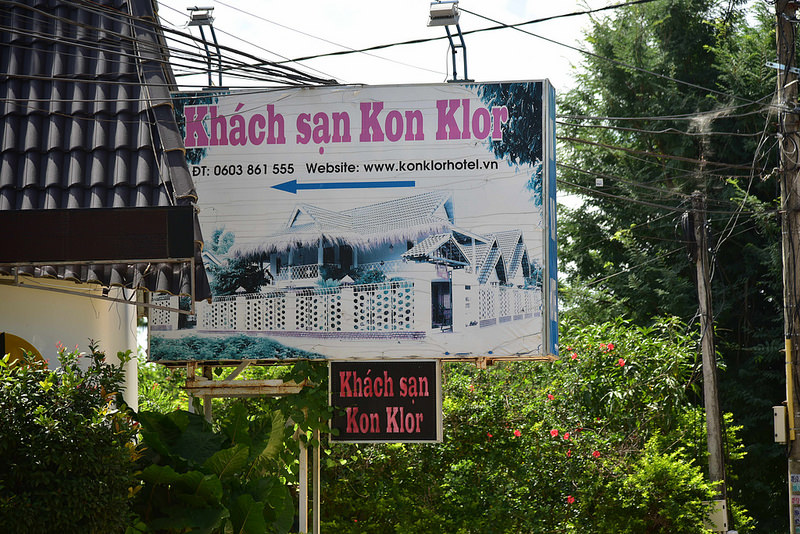 Khách sạn Kon Klor
ĐT: 0603 861 555 Website: www.konklorhotel.vn
Khách sạn
Kon Klor